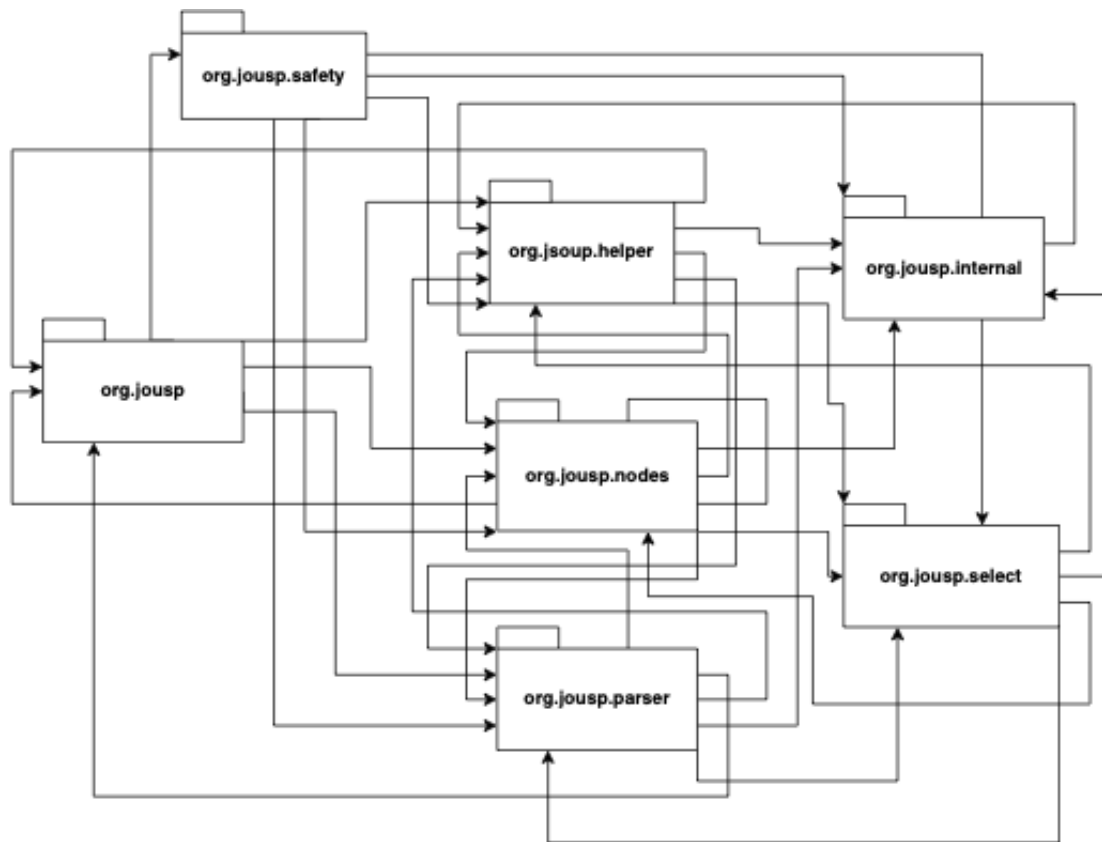 org.jousp.safety
org.jsoup.helper
org.jousp.internal
org.jousp
org.jousp.nodes
org.jousp.select
org.jousp.parser